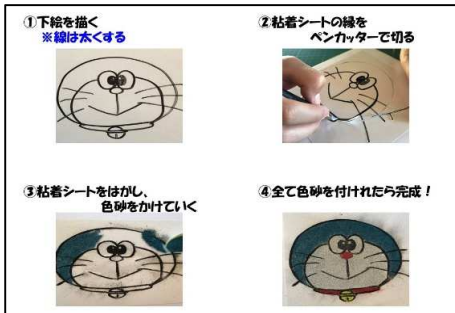 ①下絵を描く
※線は太くする
②粘着シートの縁を
ペンカッターで切る
③粘着シートをはがし、
色砂をかけていく
④全て色砂を付けれたら完成！